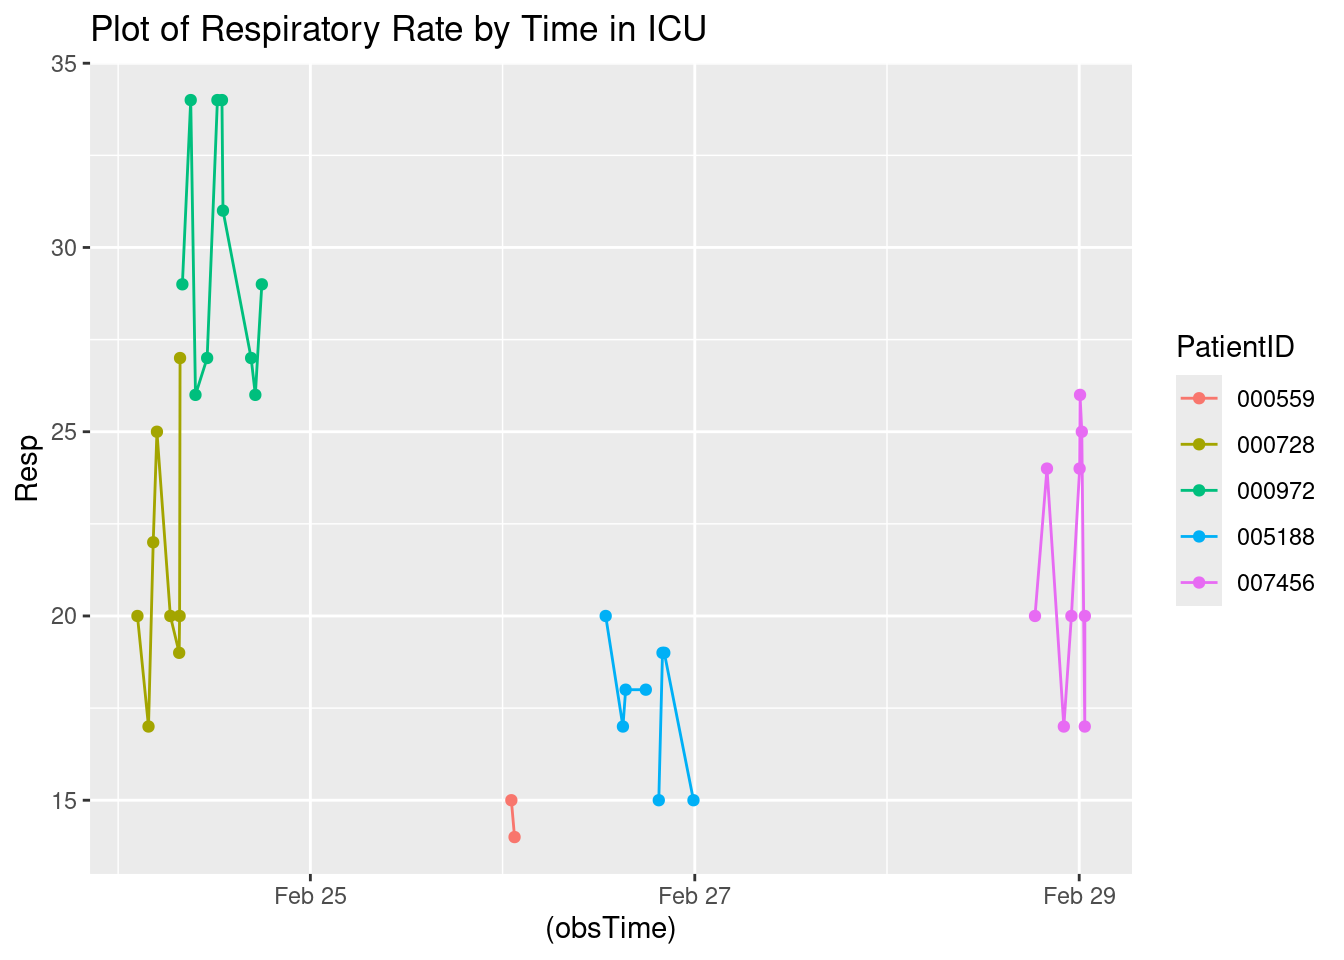 Plot of Respiratory Rate by Time in ICU
35
30
25
20
15
Resp
Feb 25
Feb 27
Feb 29
(obsTime)
PatientID
000559
000728
000972
005188
007456